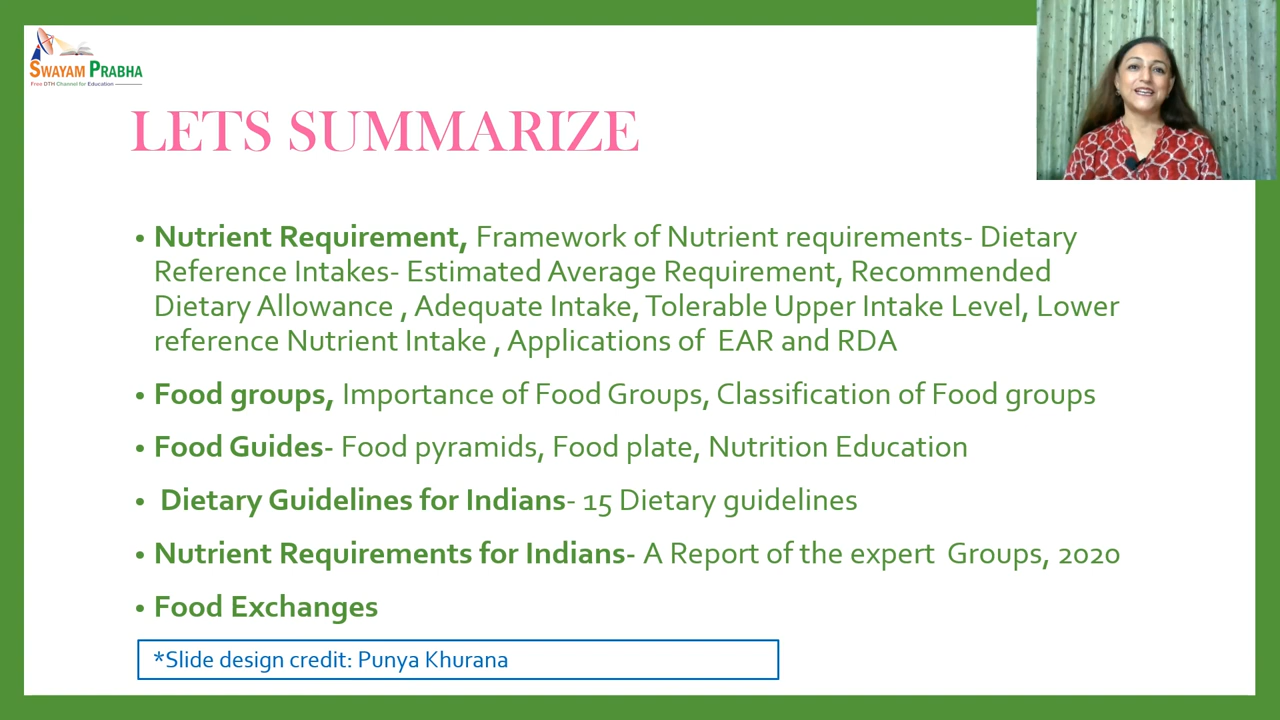 SWAYAM PRABHA
Free DTH Channel for Education
LETS SUMMARIZE
• Nutrient Requirement, Framework of Nutrient requirements- Dietary
Reference Intakes- Estimated Average Requirement, Recommended
Dietary Allowance , Adequate Intake, Tolerable Upper Intake Level, Lower
reference Nutrient Intake , Applications of EAR and RDA
• Food groups, Importance of Food Groups, Classification of Food groups
• Food Guides- Food pyramids, Food plate, Nutrition Education
• Dietary Guidelines for Indians- 15 Dietary guidelines
• Nutrient Requirements for Indians- A Report of the expert Groups, 2020
• Food Exchanges
*Slide design credit: Punya Khurana